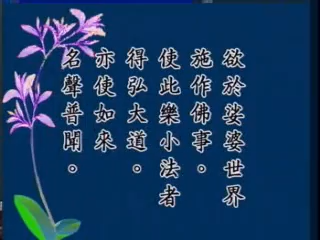 欲於娑婆世界
施作佛事。
使此樂小法者
得弘大道。
亦使如來
名聲普聞。